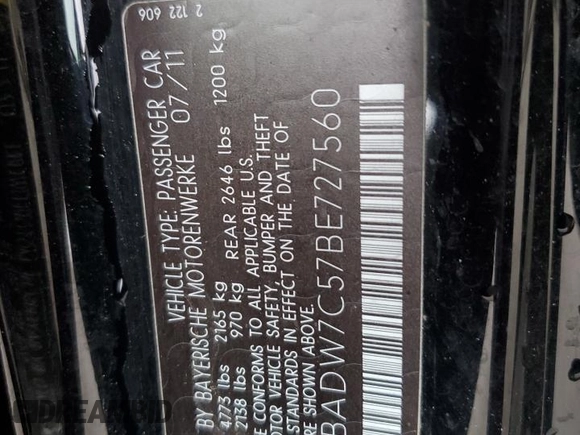 2 122 606
VEHICLE TYPE: PASSENGER CAR
BY BAYERISCHE MOTORENWERKE 07/11
4773 lbs 2165 kg REAR 2646 lbs 1200 kg
2138 lbs 970 kg
CONFORMS TO ALL APPLICABLE U.S.
MOTOR VEHICLE SAFETY, BUMPER AND THEFT
STANDARDS IN EFFECT ON THE DATE OF
SHOWN ABOVE.
BADW7C57BE727560